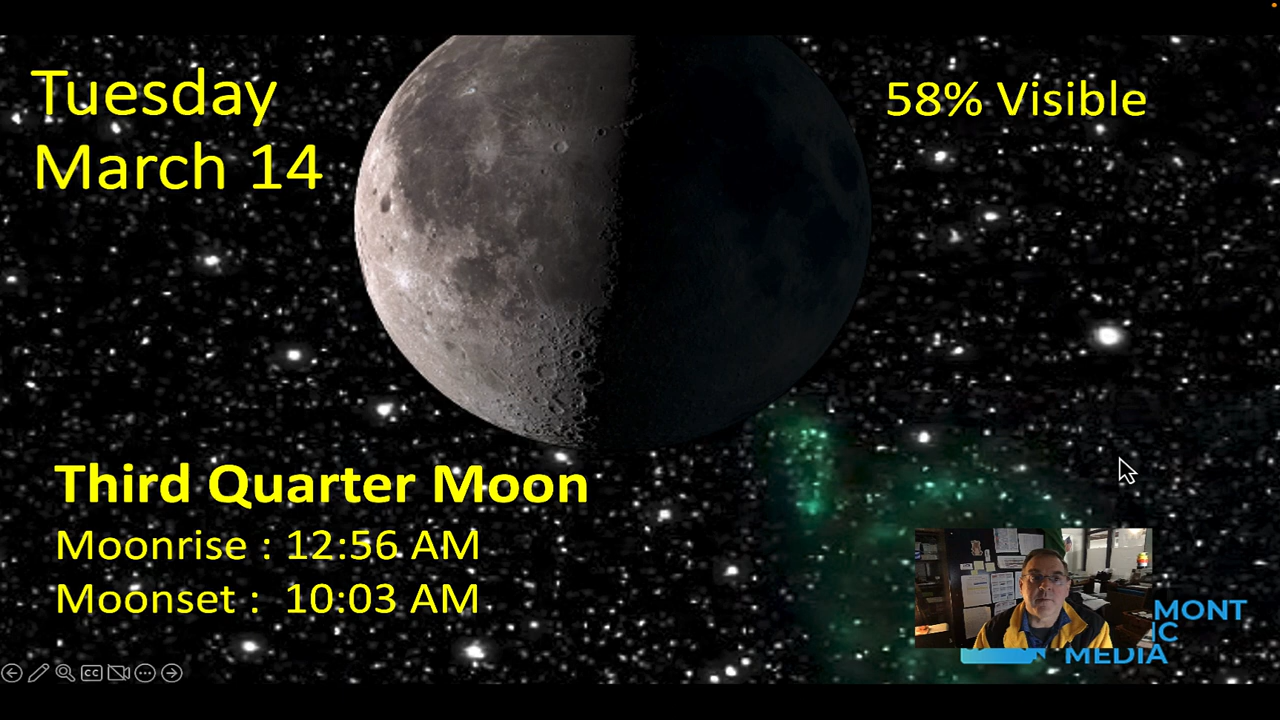 Tuesday
March 14
58% Visible
Third Quarter Moon
Moonrise : 12:56 AM
Moonset :  10:03 AM
MONT
IC
MEDIA
CC